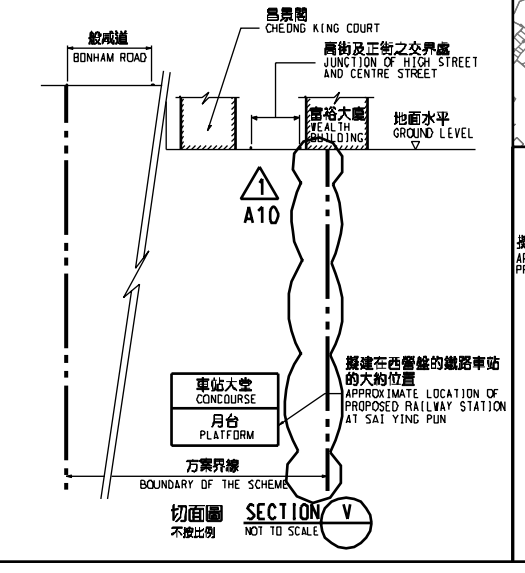 昌景閣
CHEONG KING COURT
般咸道
BONHAM ROAD
高街及正街之交界處
JUNCTION OF HIGH STREET
AND CENTRE STREET
富裕大廈
WEALTH
BUILDING
地面水平
GROUND LEVEL
1
A10
擬建在西營盤的鐵路車站
的大約位置
APPROXIMATE LOCATION OF
PROPOSED RAILWAY STATION
AT SAI YING PUN
車站大堂
CONCOURSE
月台
PLATFORM
方案界線
BOUNDARY OF THE SCHEME
切面圖 SECTION V
不按比例 NOT TO SCALE